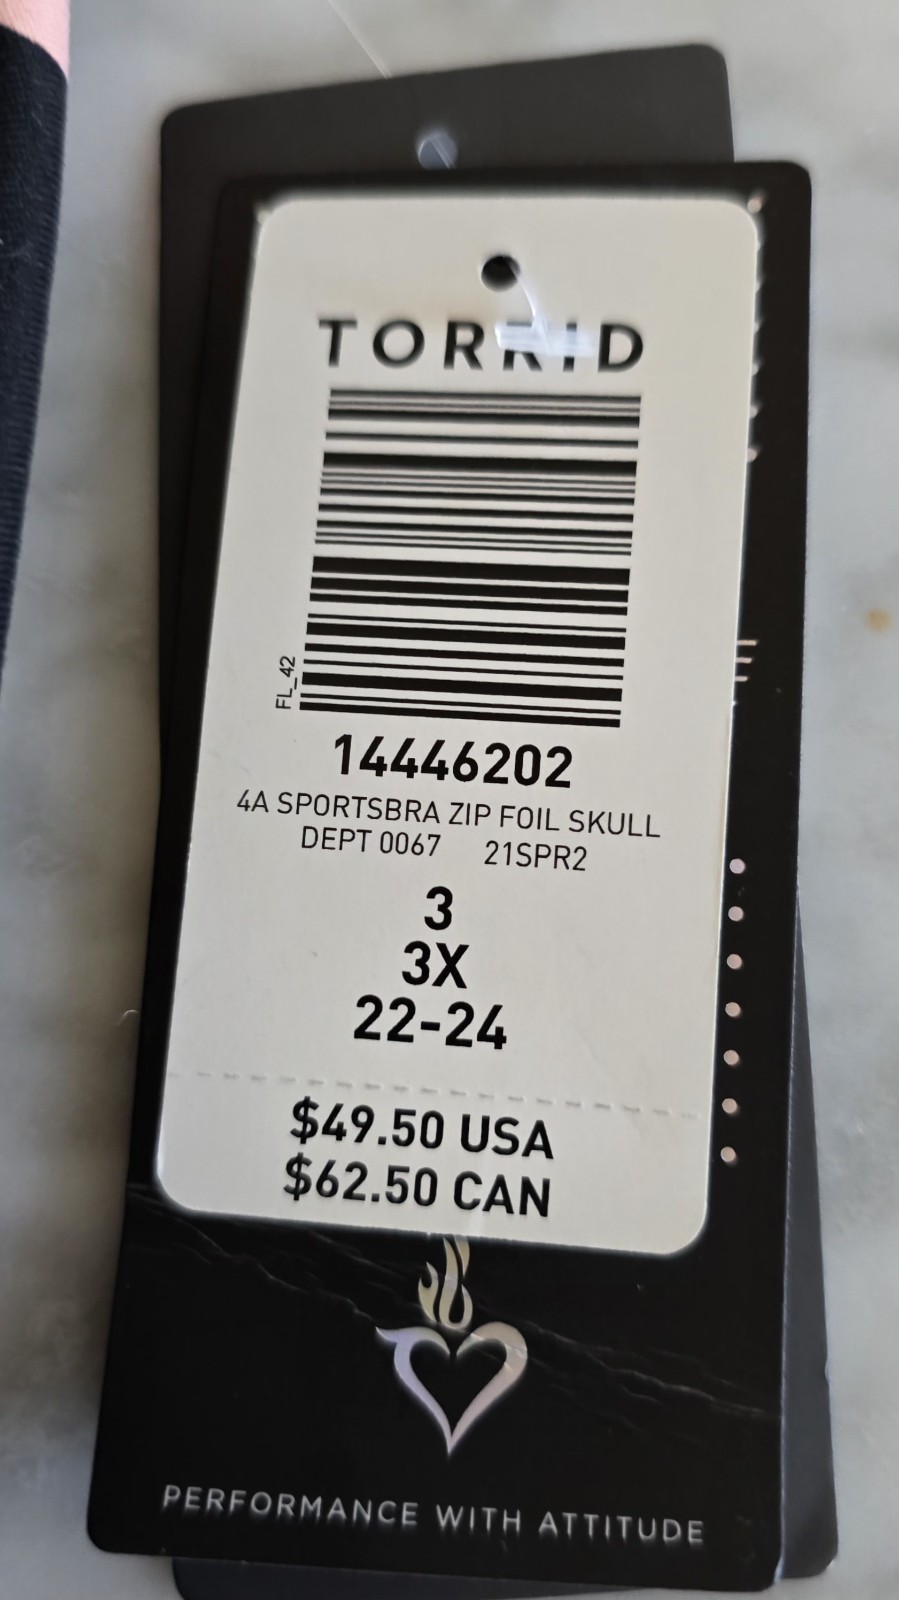 TORRID
FL_42
14446202
4A SPORTSBRA ZIP FOIL SKULL
DEPT 0067 21SPR2
3
3X
22-24
$49.50 USA
$62.50 CAN
PERFORMANCE WITH ATTITUDE